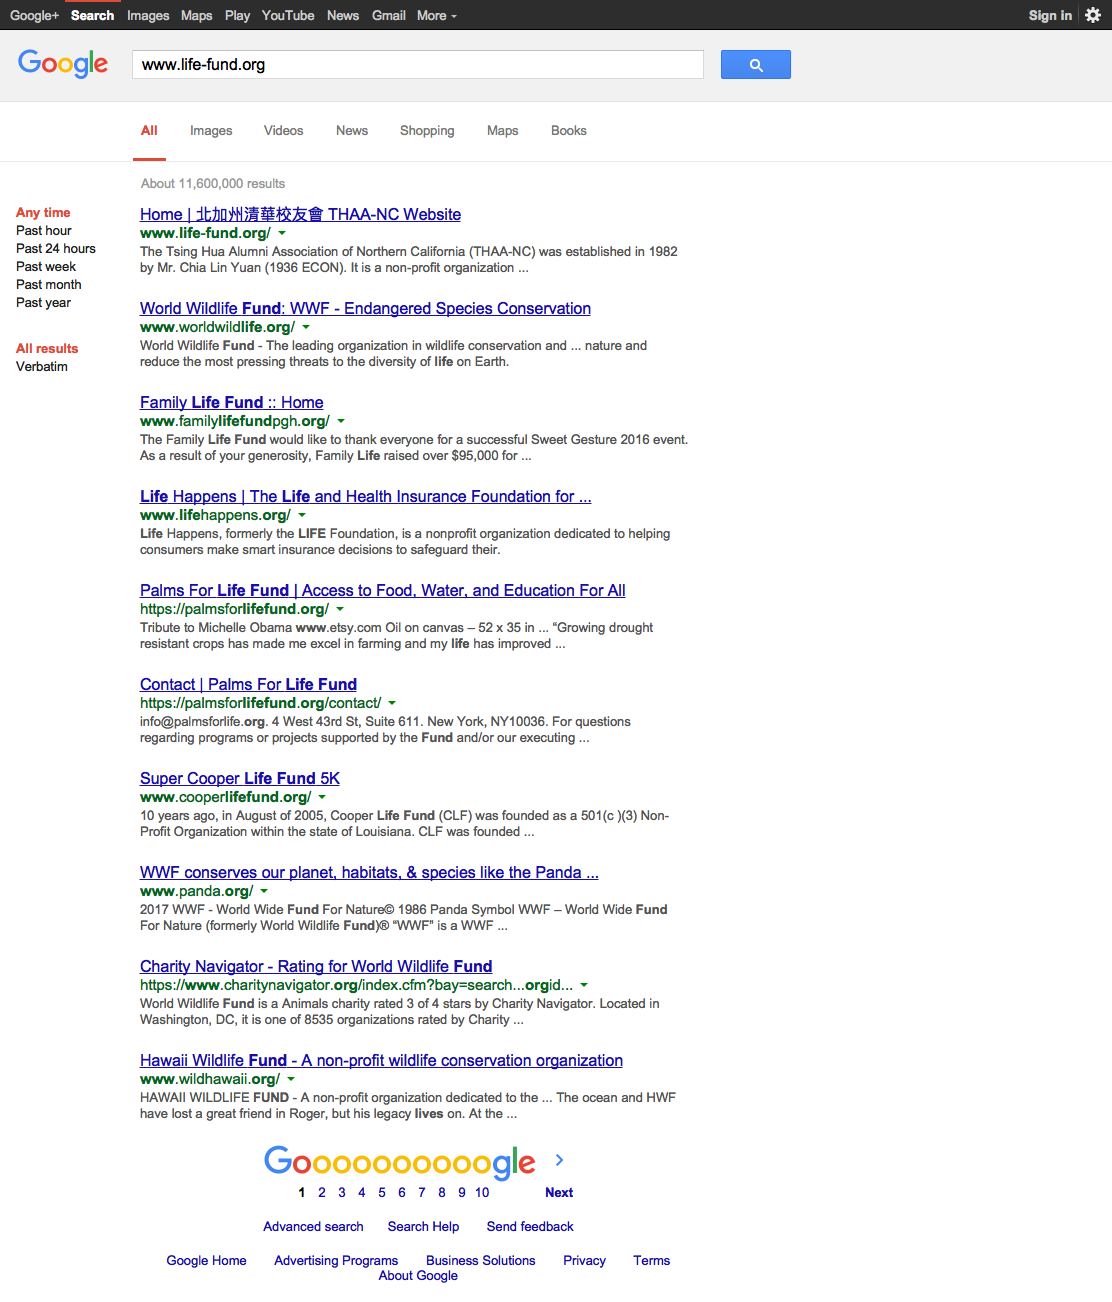 Google+ Search Images Maps Play YouTube News Gmail More Sign in
Google www.life-fund.org
All Images Videos News Shopping Maps Books
About 11,600,000 results
Any time
Past hour
Past 24 hours
Past week
Past month
Past year
All results
Verbatim
Home | 北加州清華校友會 THAA-NC Website
www.life-fund.org/
The Tsing Hua Alumni Association of Northern California (THAA-NC) was established in 1982
by Mr. Chia Lin Yuan (1936 ECON). It is a non-profit organization ...
World Wildlife Fund: WWF - Endangered Species Conservation
www.worldwildlife.org/
World Wildlife Fund - The leading organization in wildlife conservation and ... nature and
reduce the most pressing threats to the diversity of life on Earth.
Family Life Fund :: Home
www.familylifefundpgh.org/
The Family Life Fund would like to thank everyone for a successful Sweet Gesture 2016 event.
As a result of your generosity, Family Life raised over $95,000 for ...
Life Happens | The Life and Health Insurance Foundation for ...
www.lifehappens.org/
Life Happens, formerly the LIFE Foundation, is a nonprofit organization dedicated to helping
consumers make smart insurance decisions to safeguard their.
Palms For Life Fund | Access to Food, Water, and Education For All
https://palmsforlifefund.org/
Tribute to Michelle Obama www.etsy.com Oil on canvas – 52 x 35 in ... “Growing drought
resistant crops has made me excel in farming and my life has improved ...
Contact | Palms For Life Fund
https://palmsforlifefund.org/contact/
info@palmsforlife.org. 4 West 43rd St, Suite 611. New York, NY10036. For questions
regarding programs or projects supported by the Fund and/or our executing ...
Super Cooper Life Fund 5K
www.cooperlifefund.org/
10 years ago, in August of 2005, Cooper Life Fund (CLF) was founded as a 501(c )(3) Non-
Profit Organization within the state of Louisiana. CLF was founded ...
WWF conserves our planet, habitats, & species like the Panda ...
www.panda.org/
2017 WWF - World Wide Fund For Nature© 1986 Panda Symbol WWF – World Wide Fund
For Nature (formerly World Wildlife Fund)® “WWF” is a WWF ...
Charity Navigator - Rating for World Wildlife Fund
https://www.charitynavigator.org/index.cfm?bay=search...orgid...
World Wildlife Fund is a Animals charity rated 3 of 4 stars by Charity Navigator. Located in
Washington, DC, it is one of 8535 organizations rated by Charity ...
Hawaii Wildlife Fund - A non-profit wildlife conservation organization
www.wildhawaii.org/
HAWAII WILDLIFE FUND - A non-profit organization dedicated to the ... The ocean and HWF
have lost a great friend in Roger, but his legacy lives on. At the ...
Goooooooooogle
1 2 3 4 5 6 7 8 9 10 Next
Advanced search Search Help Send feedback
Google Home Advertising Programs Business Solutions Privacy Terms
About Google